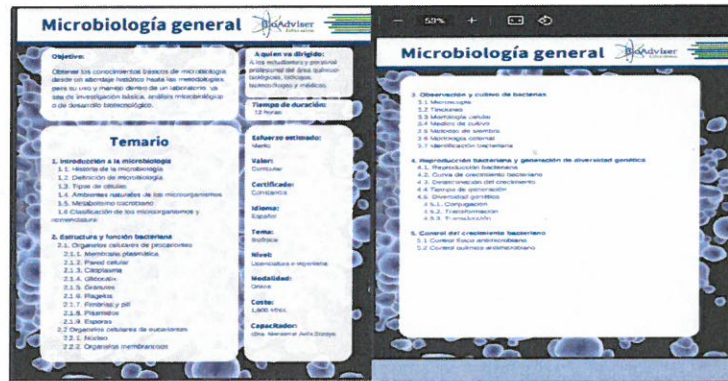 Microbiología general
BioAdviser
Objetivo:
Obtener los conocimientos básicos de microbiología
desde un abordaje histórico hasta las metodologías
para su uso y manejo dentro de un laboratorio, ya
sea de investigación básica, análisis microbiológico
o de desarrollo biotecnológico.
Temario
1. Introducción a la microbiología
1.1. Historia de la microbiología
1.2. Definición de microbiología
1.3. Tipos de células
1.4. Ambientes naturales de los microorganismos
1.5. Metabolismo microbiano
1.6 Clasificación de los microorganismos y
nomenclatura
2. Estructura y función bacteriana
2.1. Organelos celulares de procariontes
2.1.1. Membrana plasmática
2.1.2. Pared celular
2.1.3. Citoplasma
2.1.4. Glicocalix
2.1.5. Gránulos
2.1.6. Flagelos
2.1.7. Fimbrias y pili
2.1.8. Plásmidos
2.1.9. Esporas
2.2 Organelos celulares de eucariontes
2.2.1. Núcleo
2.2.2. Organelos membranosos
A quien va dirigido:
A los estudiantes y personal
profesional del área químico-
biológicas, biólogos,
biotecnólogos y médicos.
Tiempo de duración:
12 horas
Esfuerzo estimado:
Medio
Valor:
Curricular
Certificado:
Constancia
Idioma:
Español
Tema:
Nivel:
Licenciatura e ingeniería
Modalidad:
Online
Costo:
1,800 MNX.
Capacitador:
59%
Microbiología general
BioAdviser
3. Observación y cultivo de bacterias
3.1 Microscopía
3.2 Tinciones
3.3 Morfología celular
3.4 Medios de cultivo
3.5 Métodos de siembra
3.6 Morfología colonial
3.7 Identificación bacteriana
4. Reproducción bacteriana y generación de diversidad genética
4.1. Reproducción bacteriana
4.2. Curva de crecimiento bacteriano
4.3. Determinación del crecimiento
4.4 Tiempo de generación
4.5. Diversidad genética
4.5.1. Conjugación
4.5.2. Transformación
4.5.3. Transducción
5. Control del crecimiento bacteriano
5.1 Control físico antimicrobiano
5.2 Control químico antimicrobiano